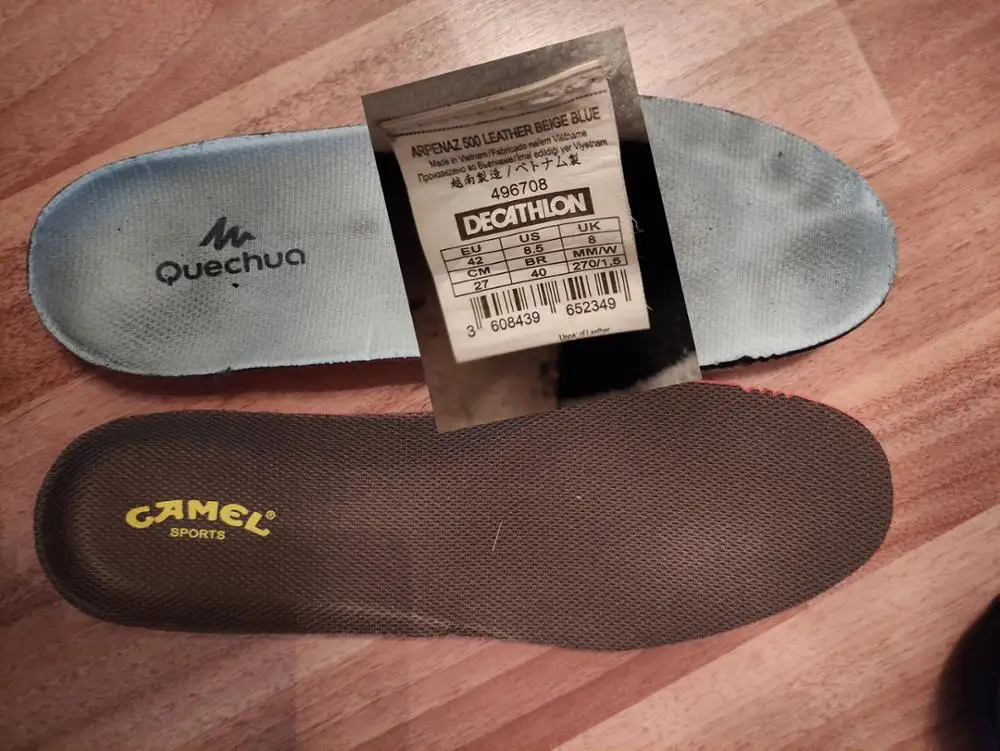 Quechua
ARPENAZ 500 LEATHER BEIGE BLUE
Made in Vietnam/Fabricado na/em Vietname
Произведено во Вьетнаме/Imal edildiği yer Viyetnam
越南製造 / ベトナム製
496708
DECATHLON
EU US UK
42 8.5 8
CM BR MM/W
27 40 270/1.5
3 608439 652349
Upper of Leather
CAMEL®
SPORTS